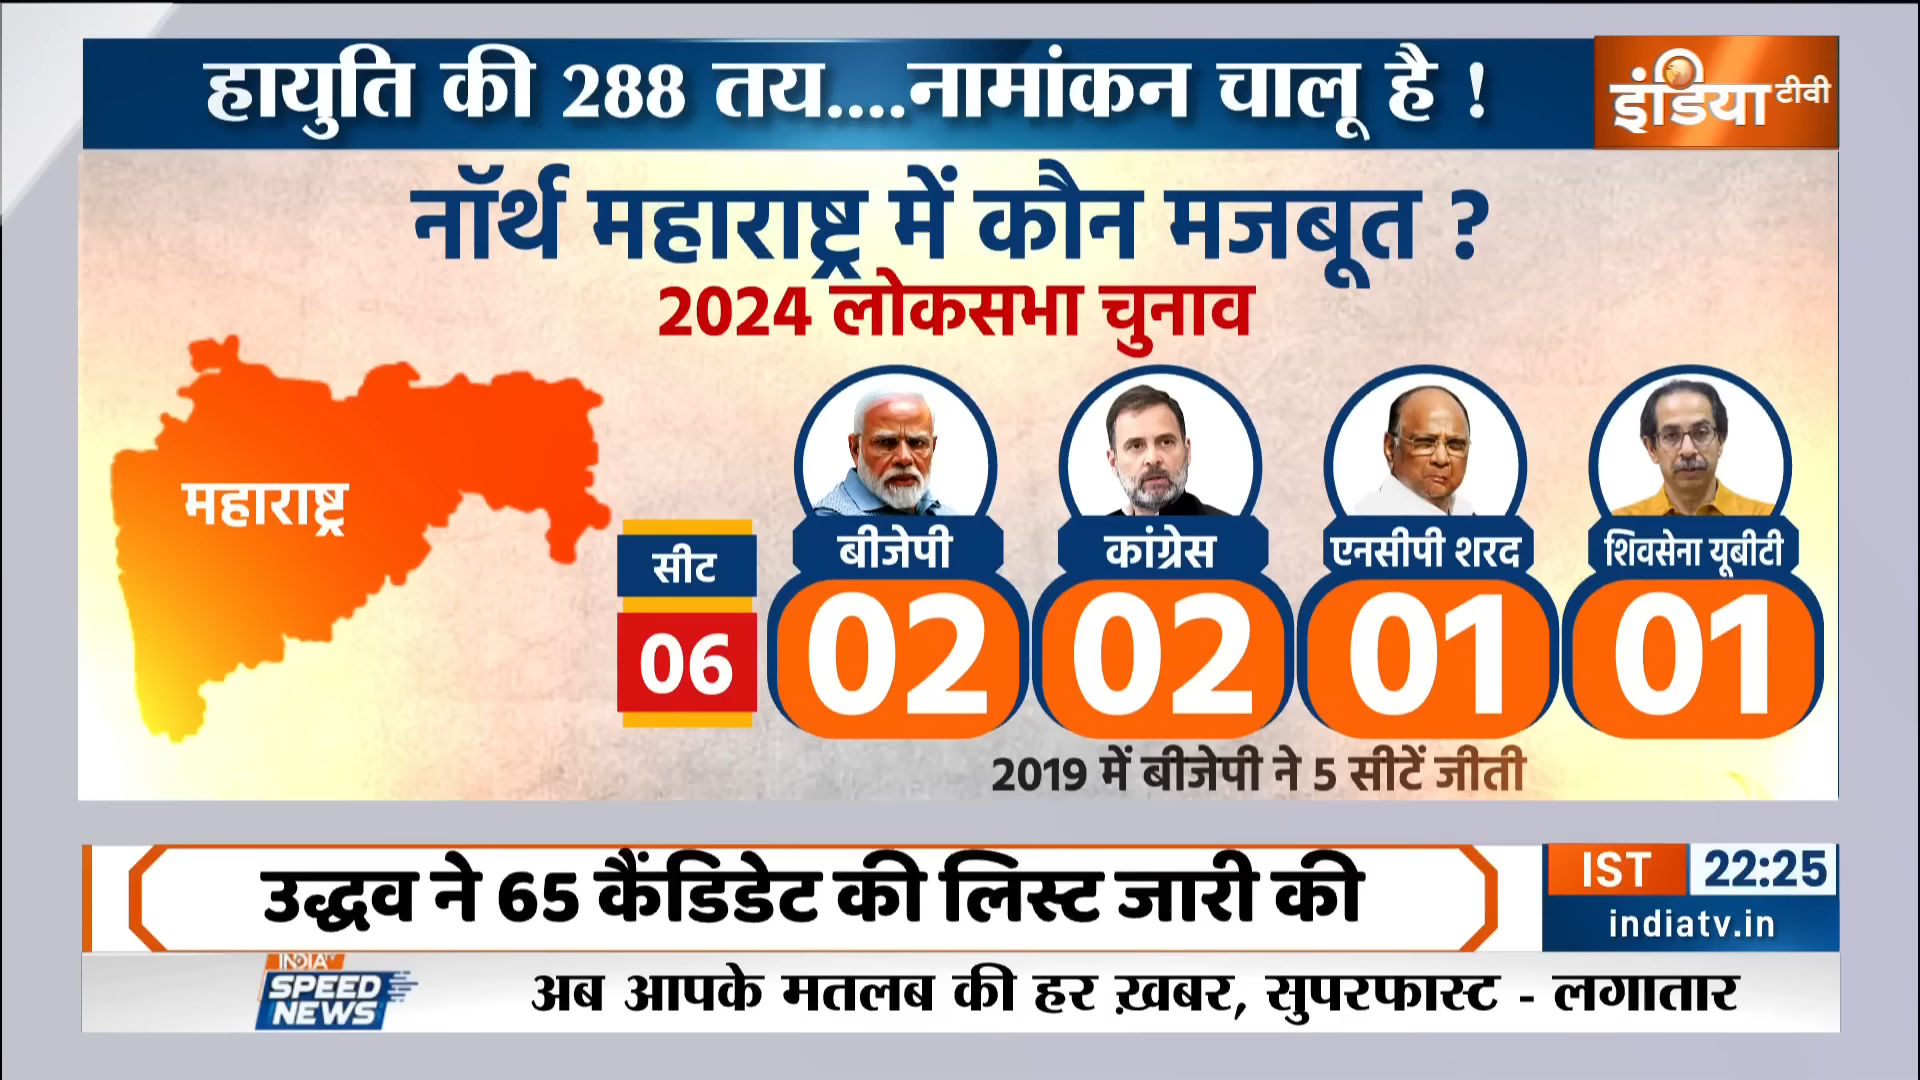 हायुति की 288 तय....नामांकन चालू है !
इंडिया टीवी
नॉर्थ महाराष्ट्र में कौन मजबूत ?
2024 लोकसभा चुनाव
महाराष्ट्र
सीट
06
बीजेपी
02
कांग्रेस
02
एनसीपी शरद
01
शिवसेना यूबीटी
01
2019 में बीजेपी ने 5 सीटें जीती
उद्धव ने 65 कैंडिडेट की लिस्ट जारी की
IST 22:25
indiatv.in
INDIA TV
SPEED
NEWS
अब आपके मतलब की हर ख़बर, सुपरफास्ट - लगातार